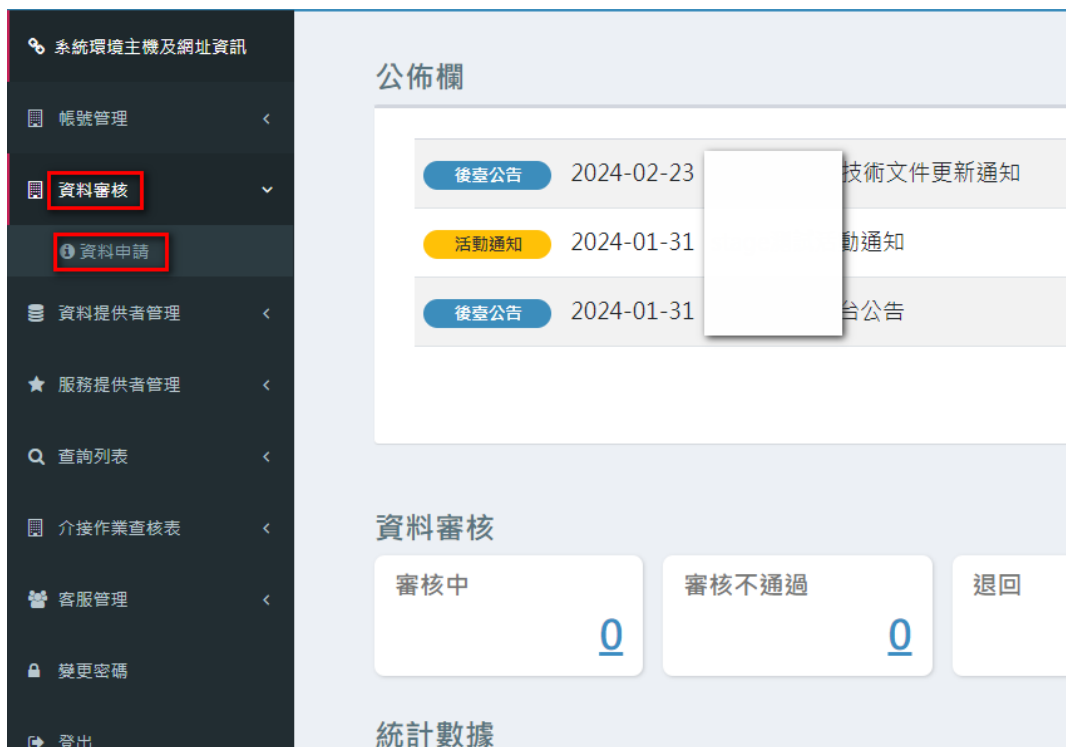 系統環境主機及網址資訊
帳號管理
資料審核
資料申請
資料提供者管理
服務提供者管理
查詢列表
介接作業查核表
客服管理
變更密碼
登出
公佈欄
後臺公告 2024-02-23 技術文件更新通知
活動通知 2024-01-31 動通知
後臺公告 2024-01-31 台公告
資料審核
審核中 審核不通過 退回
0 0
統計數據